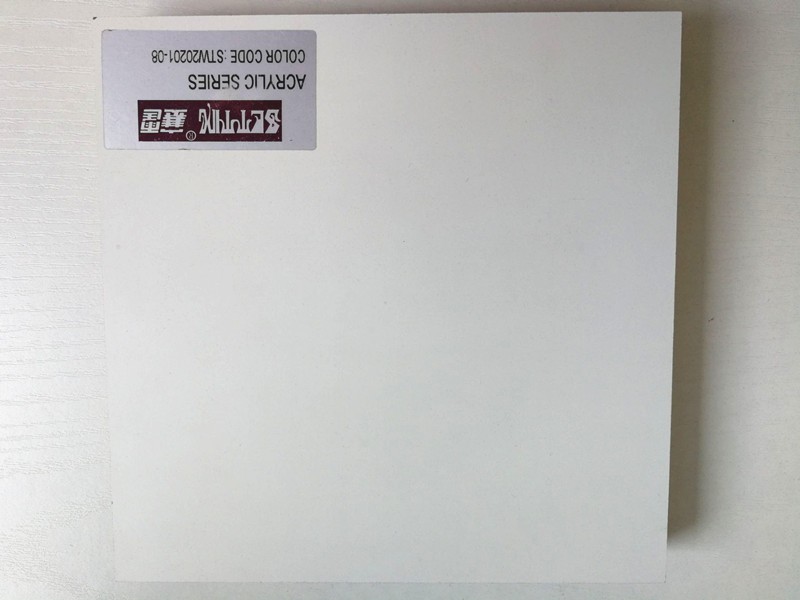 ACRYLIC SERIES
COLOR CODE :STW20201-08